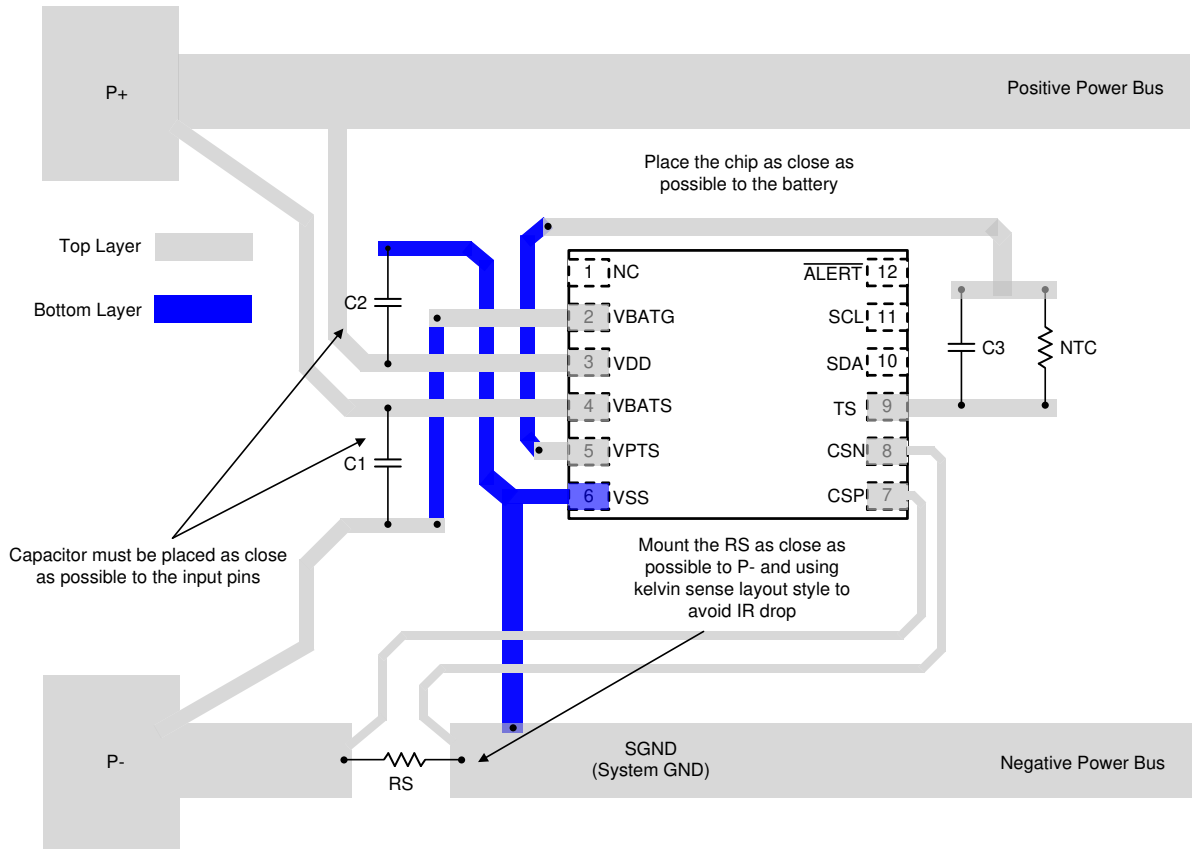 P+
Positive Power Bus
Place the chip as close as
possible to the battery
Top Layer
Bottom Layer
C2
C1
1 NC
2 VBATG
3 VDD
4 VBATS
5 VPTS
6 VSS
ALERT 12
SCL 11
SDA 10
TS 9
CSN 8
CSP 7
C3
NTC
Capacitor must be placed as close
as possible to the input pins
Mount the RS as close as
possible to P- and using
kelvin sense layout style to
avoid IR drop
P-
RS
SGND
(System GND)
Negative Power Bus